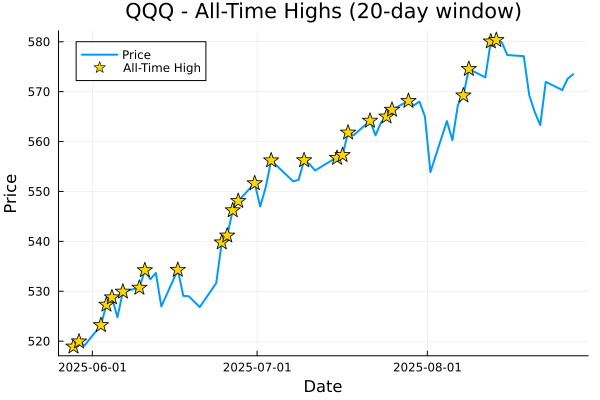 QQQ - All-Time Highs (20-day window)
Price
All-Time High
580
570
560
550
540
530
520
Price
2025-06-01
2025-07-01
2025-08-01
Date